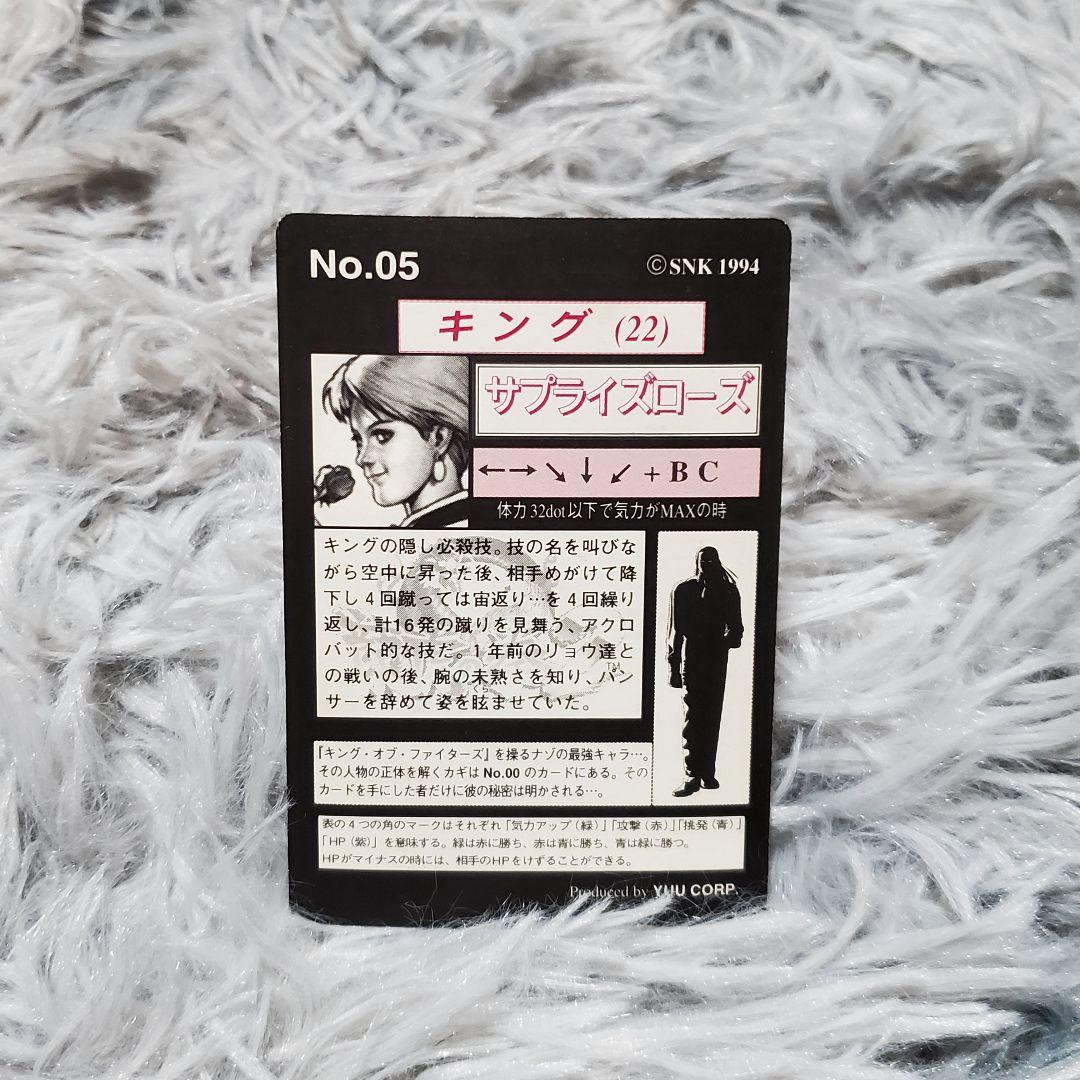 No.05
©SNK 1994
キング (22)
サプライズローズ
←→↘↓↙+BC
体力32dot以下で気力がMAXの時
キングの隠し必殺技。技の名を叫びな
がら空中に昇った後、相手めがけて降
下し4回蹴っては宙返り…を4回繰り
返し、計16発の蹴りを見舞う、アクロ
バット的な技だ。1年前のリョウ達と
の戦いの後、腕の未熟さを知り、バン
サーを辞めて姿を眩ませていた。
くら
TM
『キング・オブ・ファイターズ』を操るナゾの最強キャラ…。
その人物の正体を解くカギは No.00 のカードにある。その
カードを手にした者だけに彼の秘密は明かされる…。
表の4つの角のマークはそれぞれ「気力アップ(緑)」「攻撃(赤)」「挑発(青)」
「HP(紫)」を意味する。緑は赤に勝ち、赤は青に勝ち、青は緑に勝つ。
HPがマイナスの時には、相手のHPをけずることができる。
Produced by YUU CORP.